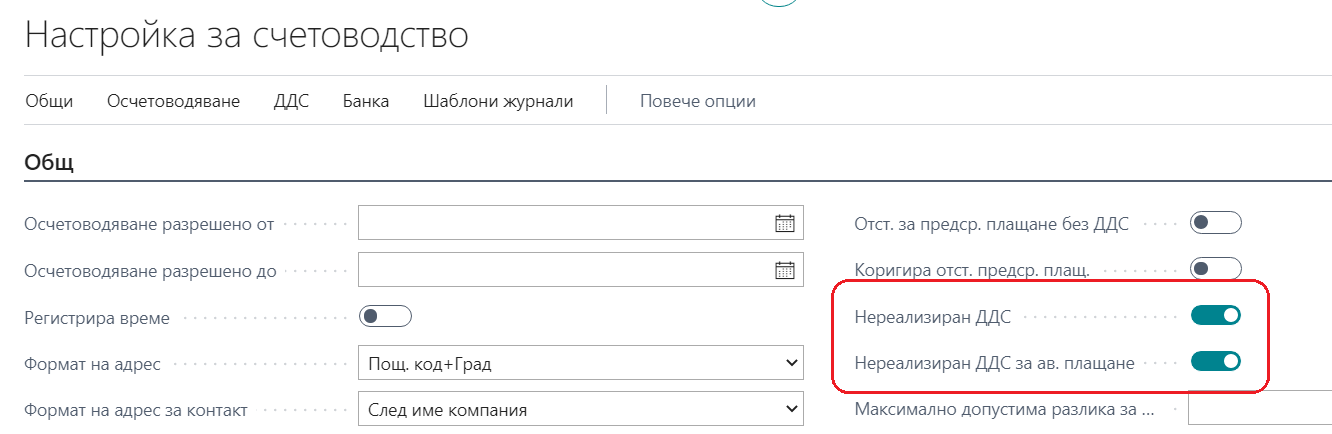 Настройка за счетоводство
Общи Осчетоводяване ДДС Банка Шаблони журнали Повече опции
Общ
Осчетоводяване разрешено от
Осчетоводяване разрешено до
Регистрира време
Формат на адрес Пощ. код+Град
Формат на адрес за контакт След име компания
Отст. за предср. плащане без ДДС
Коригира отст. предср. плащ.
Нереализиран ДДС
Нереализиран ДДС за ав. плащане
Максимално допустима разлика за ...